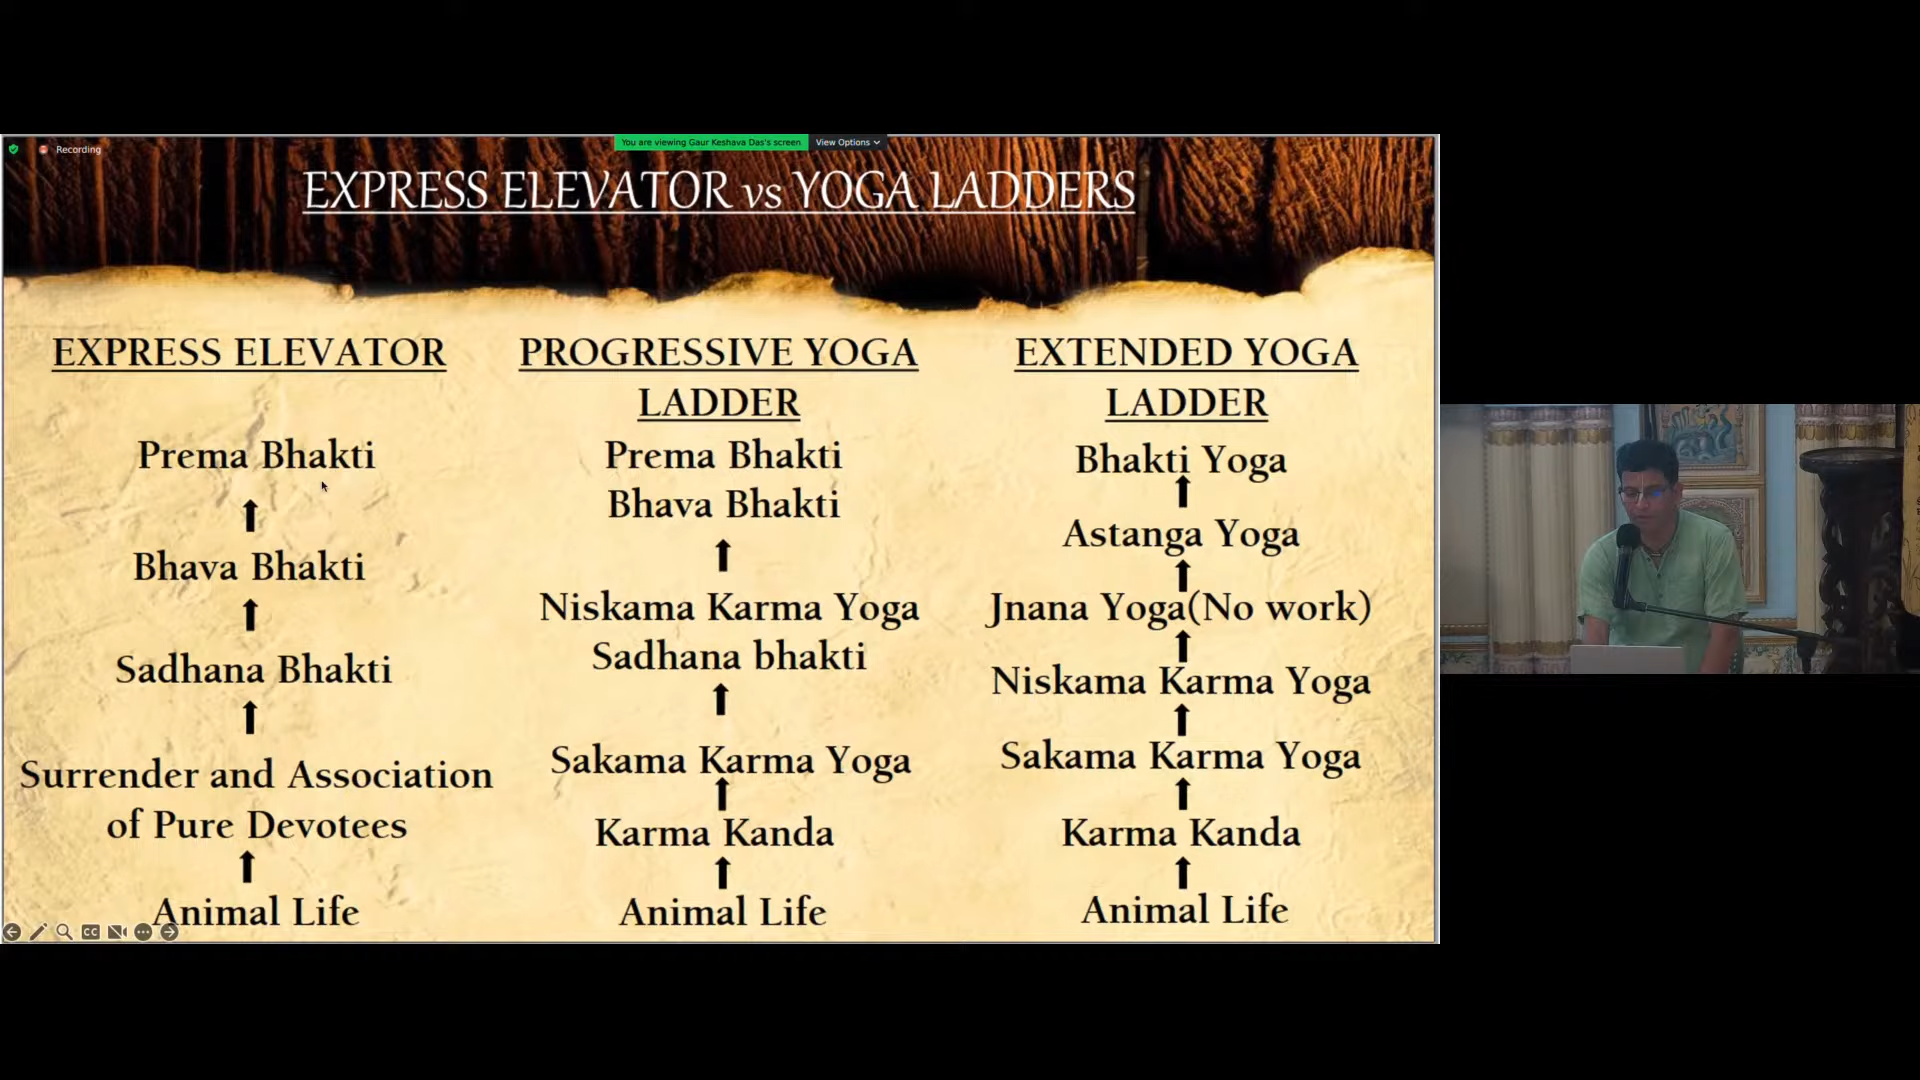 Recording
You are viewing Gaur Keshava Das's screen
View Options
EXPRESS ELEVATOR vs YOGA LADDERS
EXPRESS ELEVATOR
Prema Bhakti
Bhava Bhakti
Sadhana Bhakti
Surrender and Association
of Pure Devotees
Animal Life
PROGRESSIVE YOGA
LADDER
Prema Bhakti
Bhava Bhakti
Niskama Karma Yoga
Sadhana bhakti
Sakama Karma Yoga
Karma Kanda
Animal Life
EXTENDED YOGA
LADDER
Bhakti Yoga
Astanga Yoga
Jnana Yoga(No work)
Niskama Karma Yoga
Sakama Karma Yoga
Karma Kanda
Animal Life
CC